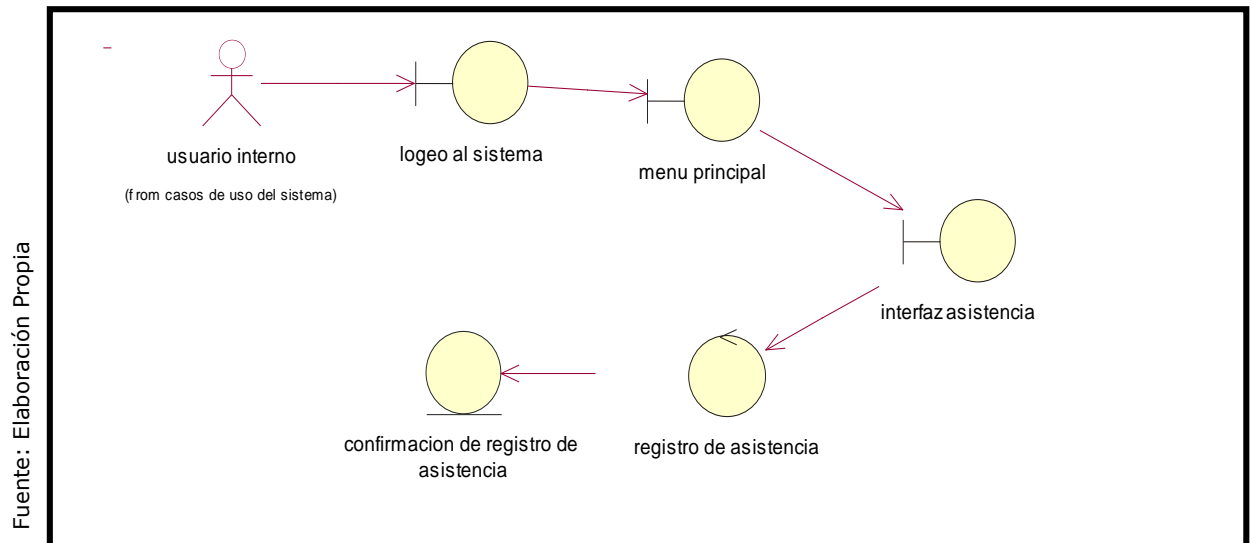 usuario interno
(from casos de uso del sistema)
logeo al sistema
menu principal
interfaz asistencia
registro de asistencia
confirmacion de registro de
asistencia
Fuente: Elaboración Propia